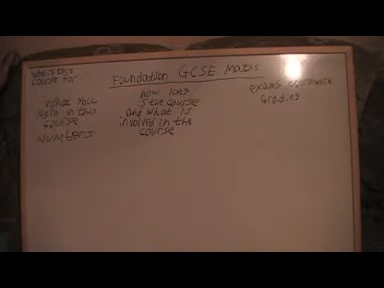 Who is this
course for
Foundation GCSE Maths
what you
learn in this
course
Numbers
how long
is the course
and what is
involved in the
course
exams coursework
Grading